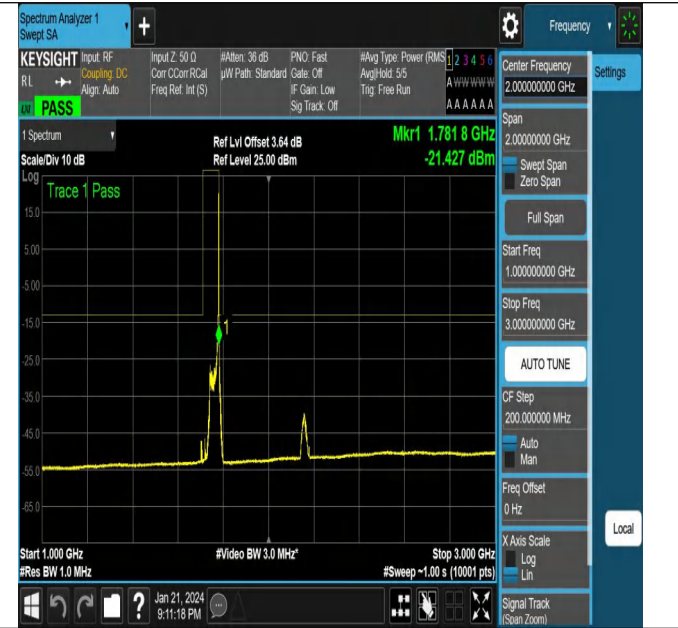 Spectrum Analyzer 1
Swept SA
Frequency
KEYSIGHT
RL
LXI
PASS
Input: RF
Coupling: DC
Align: Auto
Input Z: 50 Ω
Corr CCorr RCal
Freq Ref: Int (S)
#Atten: 36 dB
µW Path: Standard
PNO: Fast
Gate: Off
IF Gain: Low
Sig Track: Off
#Avg Type: Power (RMS
Avg|Hold: 5/5
Trig: Free Run
1 2 3 4 5 6
A W W W W W
A A A A A A
1 Spectrum
Scale/Div 10 dB
Ref Lvl Offset 3.64 dB
Ref Level 25.00 dBm
Mkr1 1.781 8 GHz
-21.427 dBm
Log
Trace 1 Pass
15.0
5.00
-5.00
-15.0
-25.0
-35.0
-45.0
-55.0
-65.0
1
Start 1.000 GHz
#Res BW 1.0 MHz
#Video BW 3.0 MHz*
Stop 3.000 GHz
#Sweep ~1.00 s (10001 pts)
Jan 21, 2024
9:11:18 PM
Center Frequency
2.000000000 GHz
Span
2.00000000 GHz
Swept Span
Zero Span
Full Span
Start Freq
1.000000000 GHz
Stop Freq
3.000000000 GHz
AUTO TUNE
CF Step
200.000000 MHz
Auto
Man
Freq Offset
0 Hz
X Axis Scale
Log
Lin
Signal Track
(Span Zoom)
Settings
Local